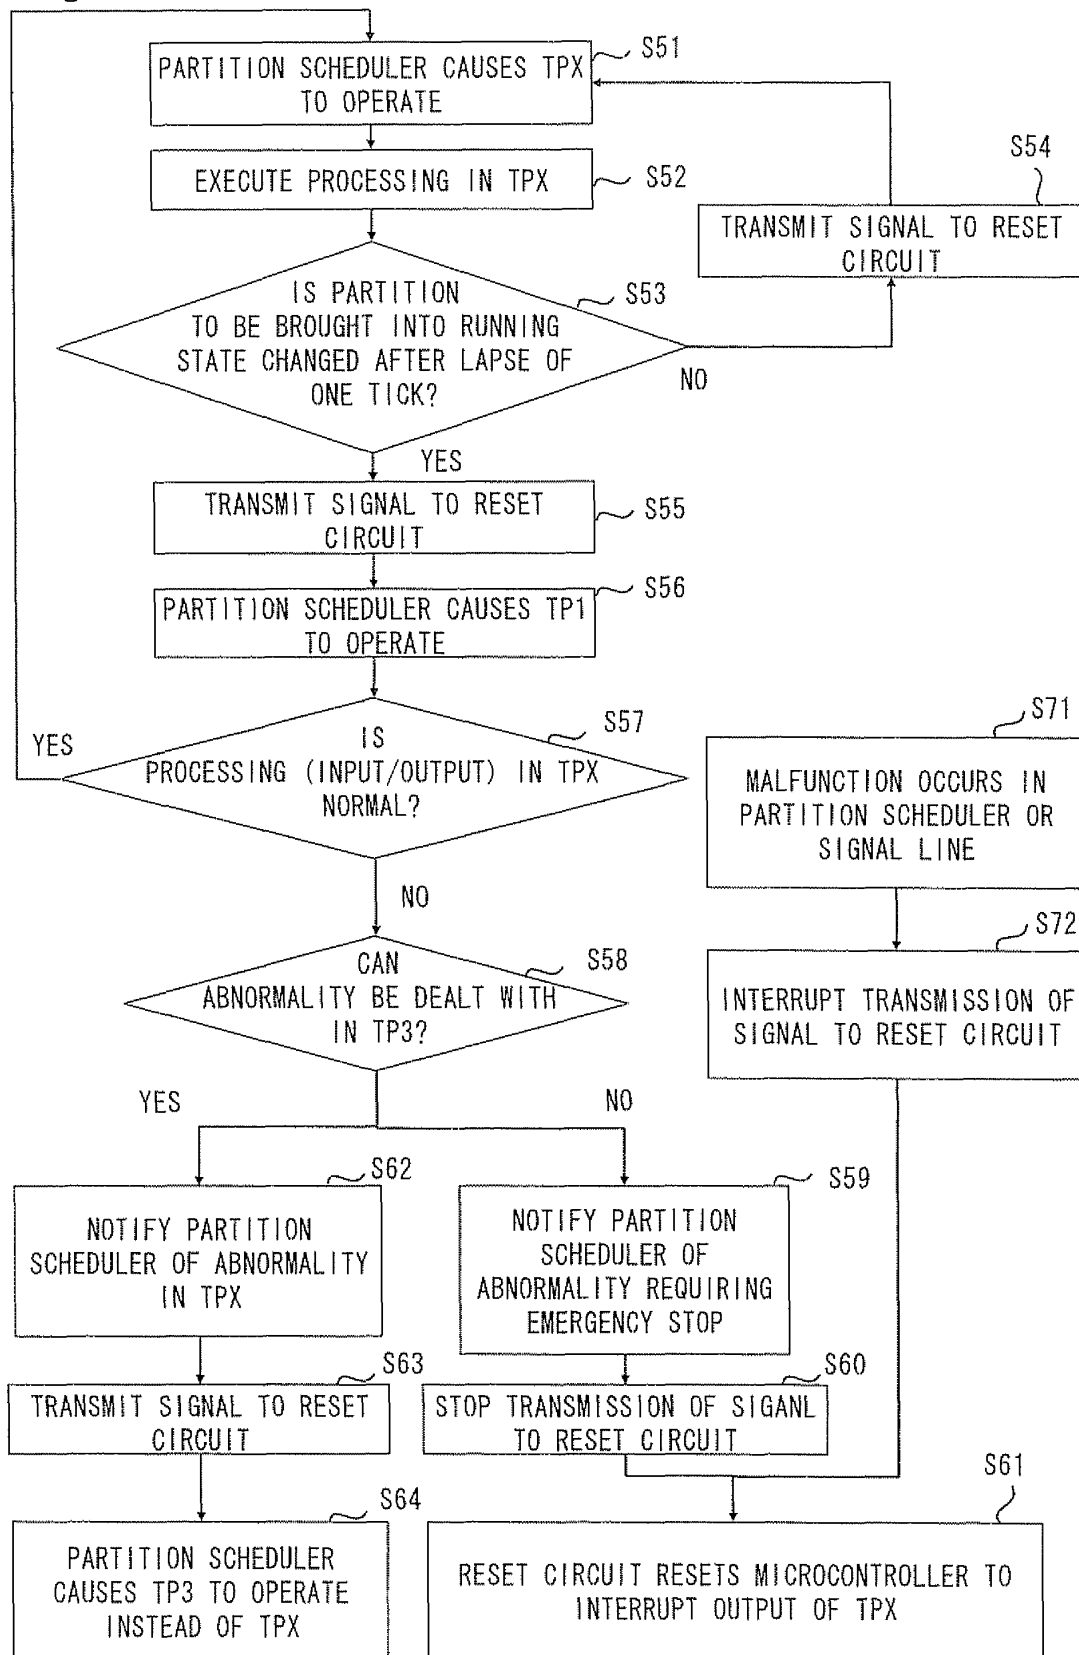 S51
PARTITION SCHEDULER CAUSES TPX
TO OPERATE
EXECUTE PROCESSING IN TPX
S52
S54
TRANSMIT SIGNAL TO RESET
CIRCUIT
IS PARTITION
TO BE BROUGHT INTO RUNNING
STATE CHANGED AFTER LAPSE OF
ONE TICK?
S53
NO
YES
TRANSMIT SIGNAL TO RESET
CIRCUIT
S55
S56
PARTITION SCHEDULER CAUSES TP1
TO OPERATE
YES
IS
PROCESSING (INPUT/OUTPUT) IN TPX
NORMAL?
S57
S71
MALFUNCTION OCCURS IN
PARTITION SCHEDULER OR
SIGNAL LINE
NO
S72
INTERRUPT TRANSMISSION OF
SIGNAL TO RESET CIRCUIT
CAN
ABNORMALITY BE DEALT WITH
IN TP3?
S58
YES
NO
S62
NOTIFY PARTITION
SCHEDULER OF ABNORMALITY
IN TPX
S59
NOTIFY PARTITION
SCHEDULER OF
ABNORMALITY REQUIRING
EMERGENCY STOP
S63
TRANSMIT SIGNAL TO RESET
CIRCUIT
S60
STOP TRANSMISSION OF SIGANL
TO RESET CIRCUIT
S64
PARTITION SCHEDULER
CAUSES TP3 TO OPERATE
INSTEAD OF TPX
S61
RESET CIRCUIT RESETS MICROCONTROLLER TO
INTERRUPT OUTPUT OF TPX